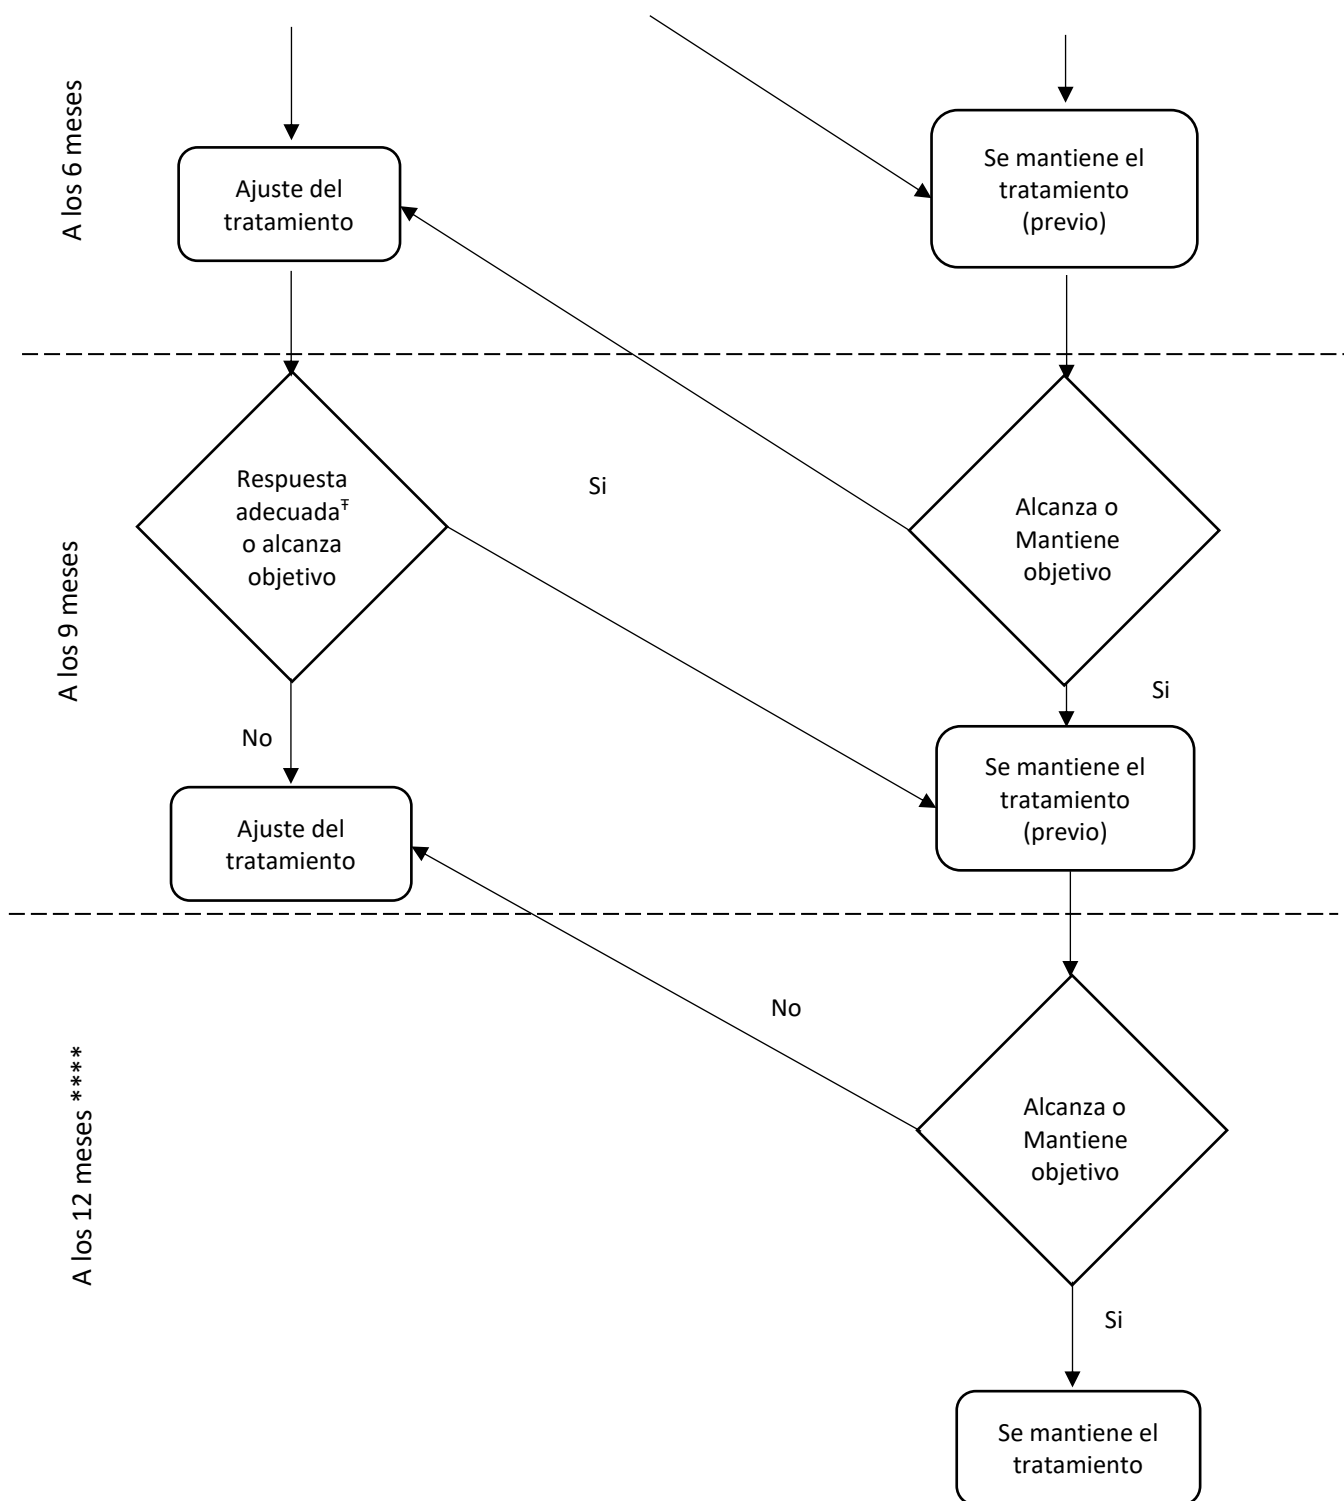 A los 6 meses
Ajuste del
tratamiento
Se mantiene el
tratamiento
(previo)
A los 9 meses
Respuesta
adecuada Ŧ
o alcanza
objetivo
Si
Alcanza o
Mantiene
objetivo
Si
No
Ajuste del
tratamiento
Se mantiene el
tratamiento
(previo)
A los 12 meses ****
No
Alcanza o
Mantiene
objetivo
Si
Se mantiene el
tratamiento